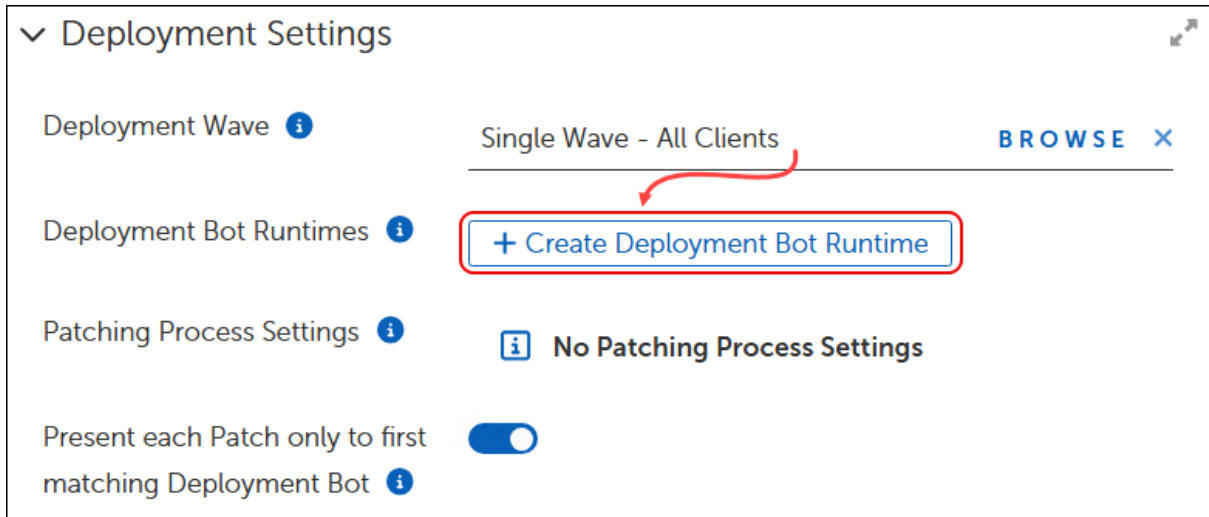 Deployment Settings
Deployment Wave
Single Wave - All Clients
BROWSE
Deployment Bot Runtimes
+ Create Deployment Bot Runtime
Patching Process Settings
No Patching Process Settings
Present each Patch only to first
matching Deployment Bot